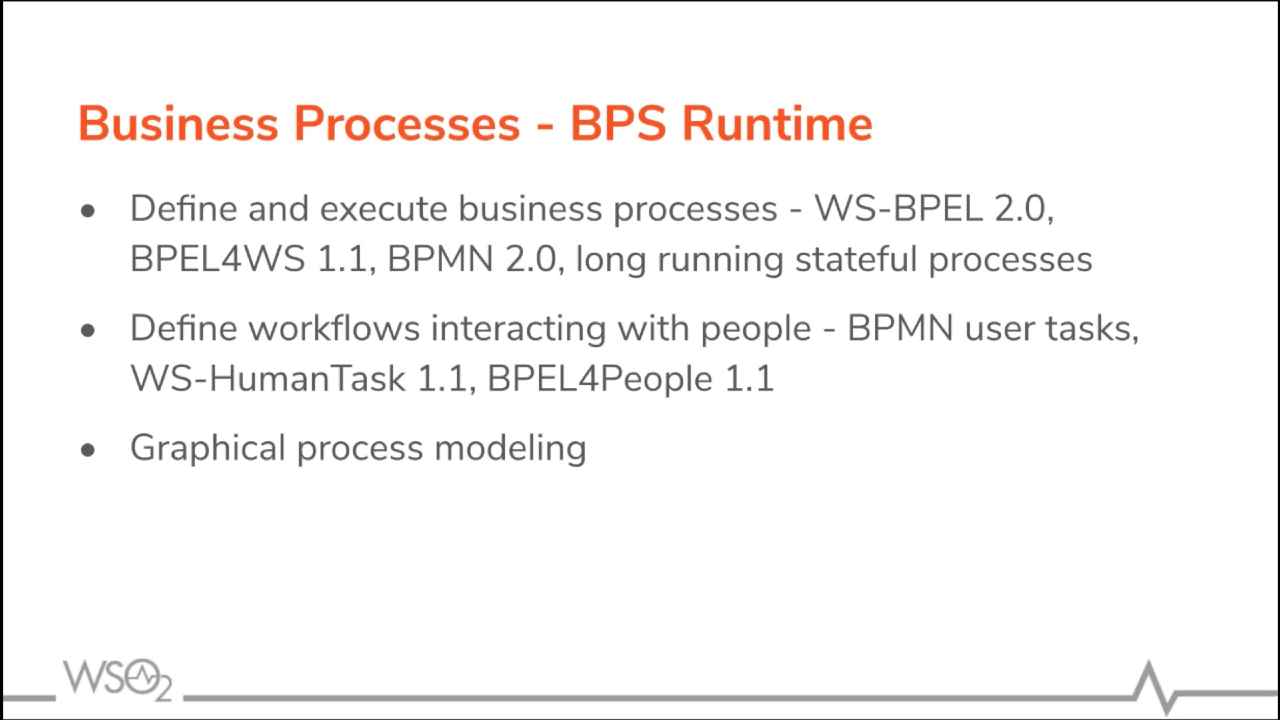 Business Processes - BPS Runtime
● Define and execute business processes - WS-BPEL 2.0,
BPEL4WS 1.1, BPMN 2.0, long running stateful processes
● Define workflows interacting with people - BPMN user tasks,
WS-HumanTask 1.1, BPEL4People 1.1
● Graphical process modeling
WSO2